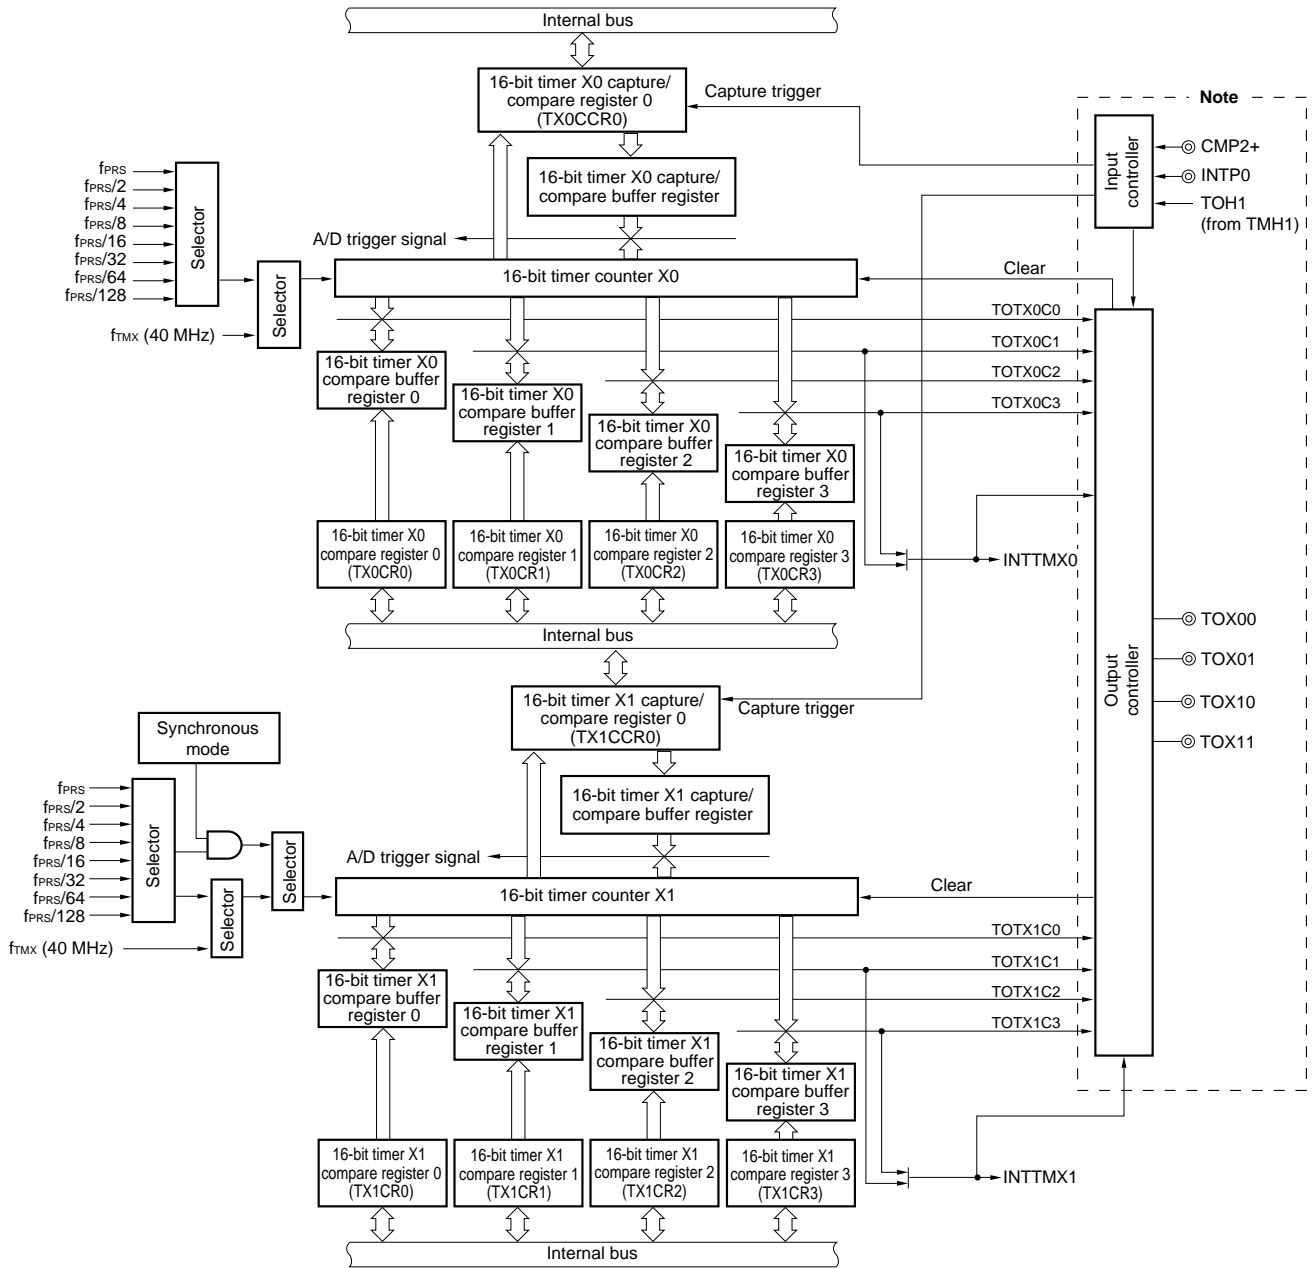 Internal bus
16-bit timer X0 capture/
compare register 0
(TX0CCR0)
Capture trigger
Note
Input
controller
CMP2+
INTP0
TOH1
(from TMH1)
16-bit timer X0 capture/
compare buffer register
fPRS
fPRS/2
fPRS/4
fPRS/8
fPRS/16
fPRS/32
fPRS/64
fPRS/128
Selector
fTMX (40 MHz)
Selector
A/D trigger signal
16-bit timer counter X0
Clear
TOTX0C0
TOTX0C1
TOTX0C2
TOTX0C3
16-bit timer X0
compare buffer
register 0
16-bit timer X0
compare buffer
register 1
16-bit timer X0
compare buffer
register 2
16-bit timer X0
compare buffer
register 3
16-bit timer X0
compare register 0
(TX0CR0)
16-bit timer X0
compare register 1
(TX0CR1)
16-bit timer X0
compare register 2
(TX0CR2)
16-bit timer X0
compare register 3
(TX0CR3)
INTTMX0
Output
controller
TOX00
TOX01
TOX10
TOX11
Internal bus
16-bit timer X1 capture/
compare register 0
(TX1CCR0)
Capture trigger
Synchronous
mode
16-bit timer X1 capture/
compare buffer register
fPRS
fPRS/2
fPRS/4
fPRS/8
fPRS/16
fPRS/32
fPRS/64
fPRS/128
Selector
fTMX (40 MHz)
Selector
Selector
A/D trigger signal
16-bit timer counter X1
Clear
TOTX1C0
TOTX1C1
TOTX1C2
TOTX1C3
16-bit timer X1
compare buffer
register 0
16-bit timer X1
compare buffer
register 1
16-bit timer X1
compare buffer
register 2
16-bit timer X1
compare buffer
register 3
16-bit timer X1
compare register 0
(TX1CR0)
16-bit timer X1
compare register 1
(TX1CR1)
16-bit timer X1
compare register 2
(TX1CR2)
16-bit timer X1
compare register 3
(TX1CR3)
INTTMX1
Internal bus